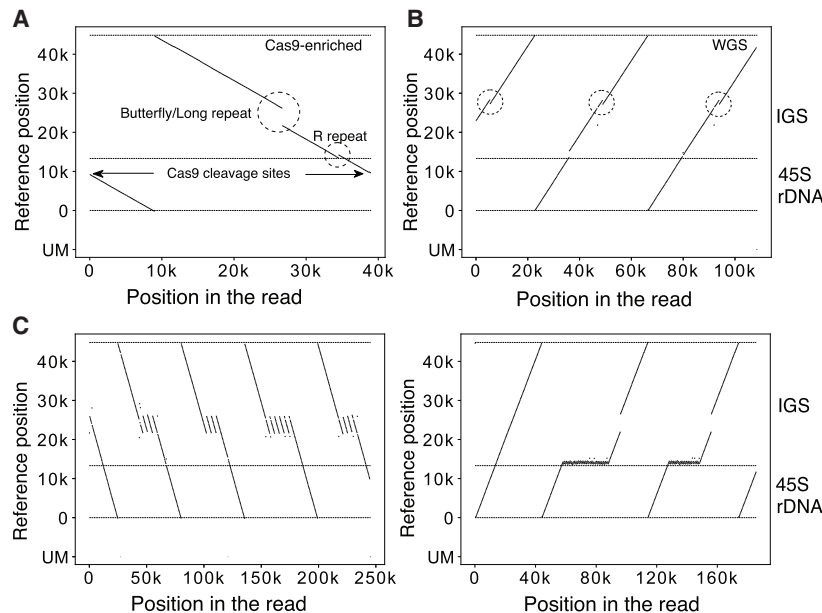 A
Reference position
40k
30k
20k
10k
0
UM
Cas9-enriched
Butterfly/Long repeat
R repeat
Cas9 cleavage sites
0 10k 20k 30k 40k
Position in the read
B
Reference position
40k
30k
20k
10k
0
UM
WGS
IGS
45S
rDNA
0 20k 40k 60k 80k 100k
Position in the read
C
Reference position
40k
30k
20k
10k
0
UM
0 50k 100k 150k 200k 250k
Position in the read
Reference position
40k
30k
20k
10k
0
UM
IGS
45S
rDNA
0 40k 80k 120k 160k
Position in the read